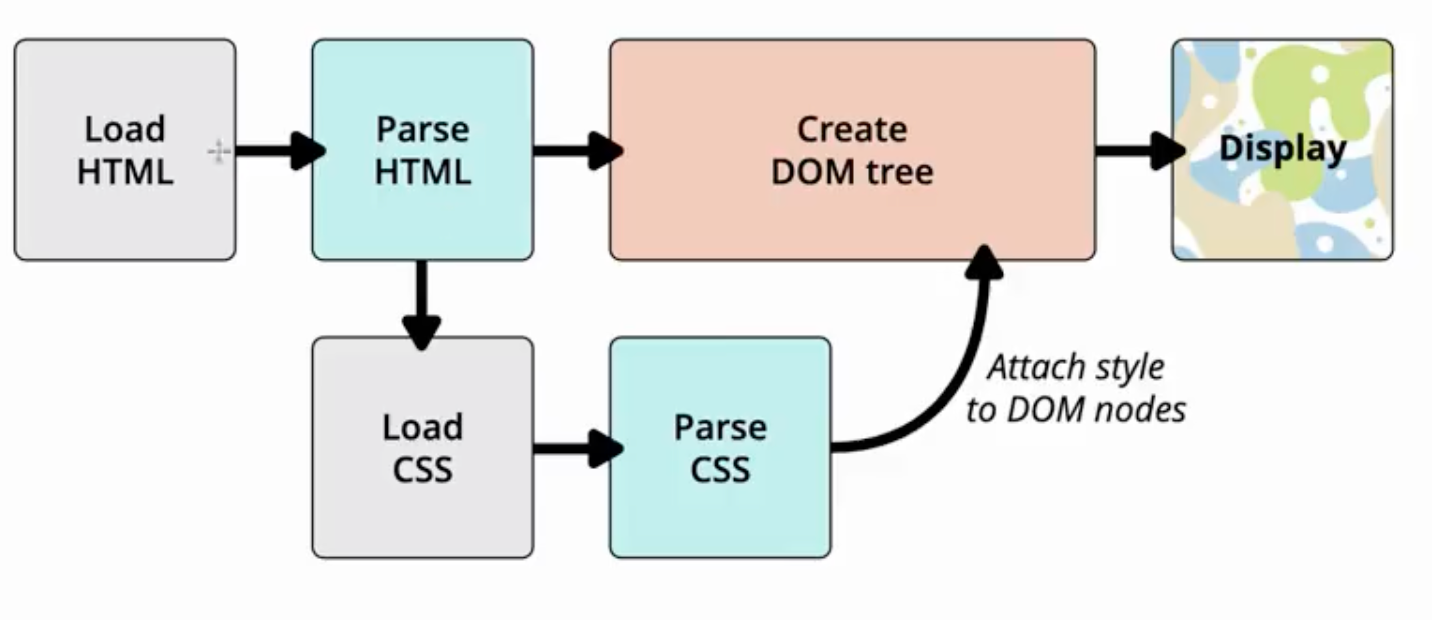 Load
HTML
Parse
HTML
Create
DOM tree
Display
Load
CSS
Parse
CSS
Attach style
to DOM nodes